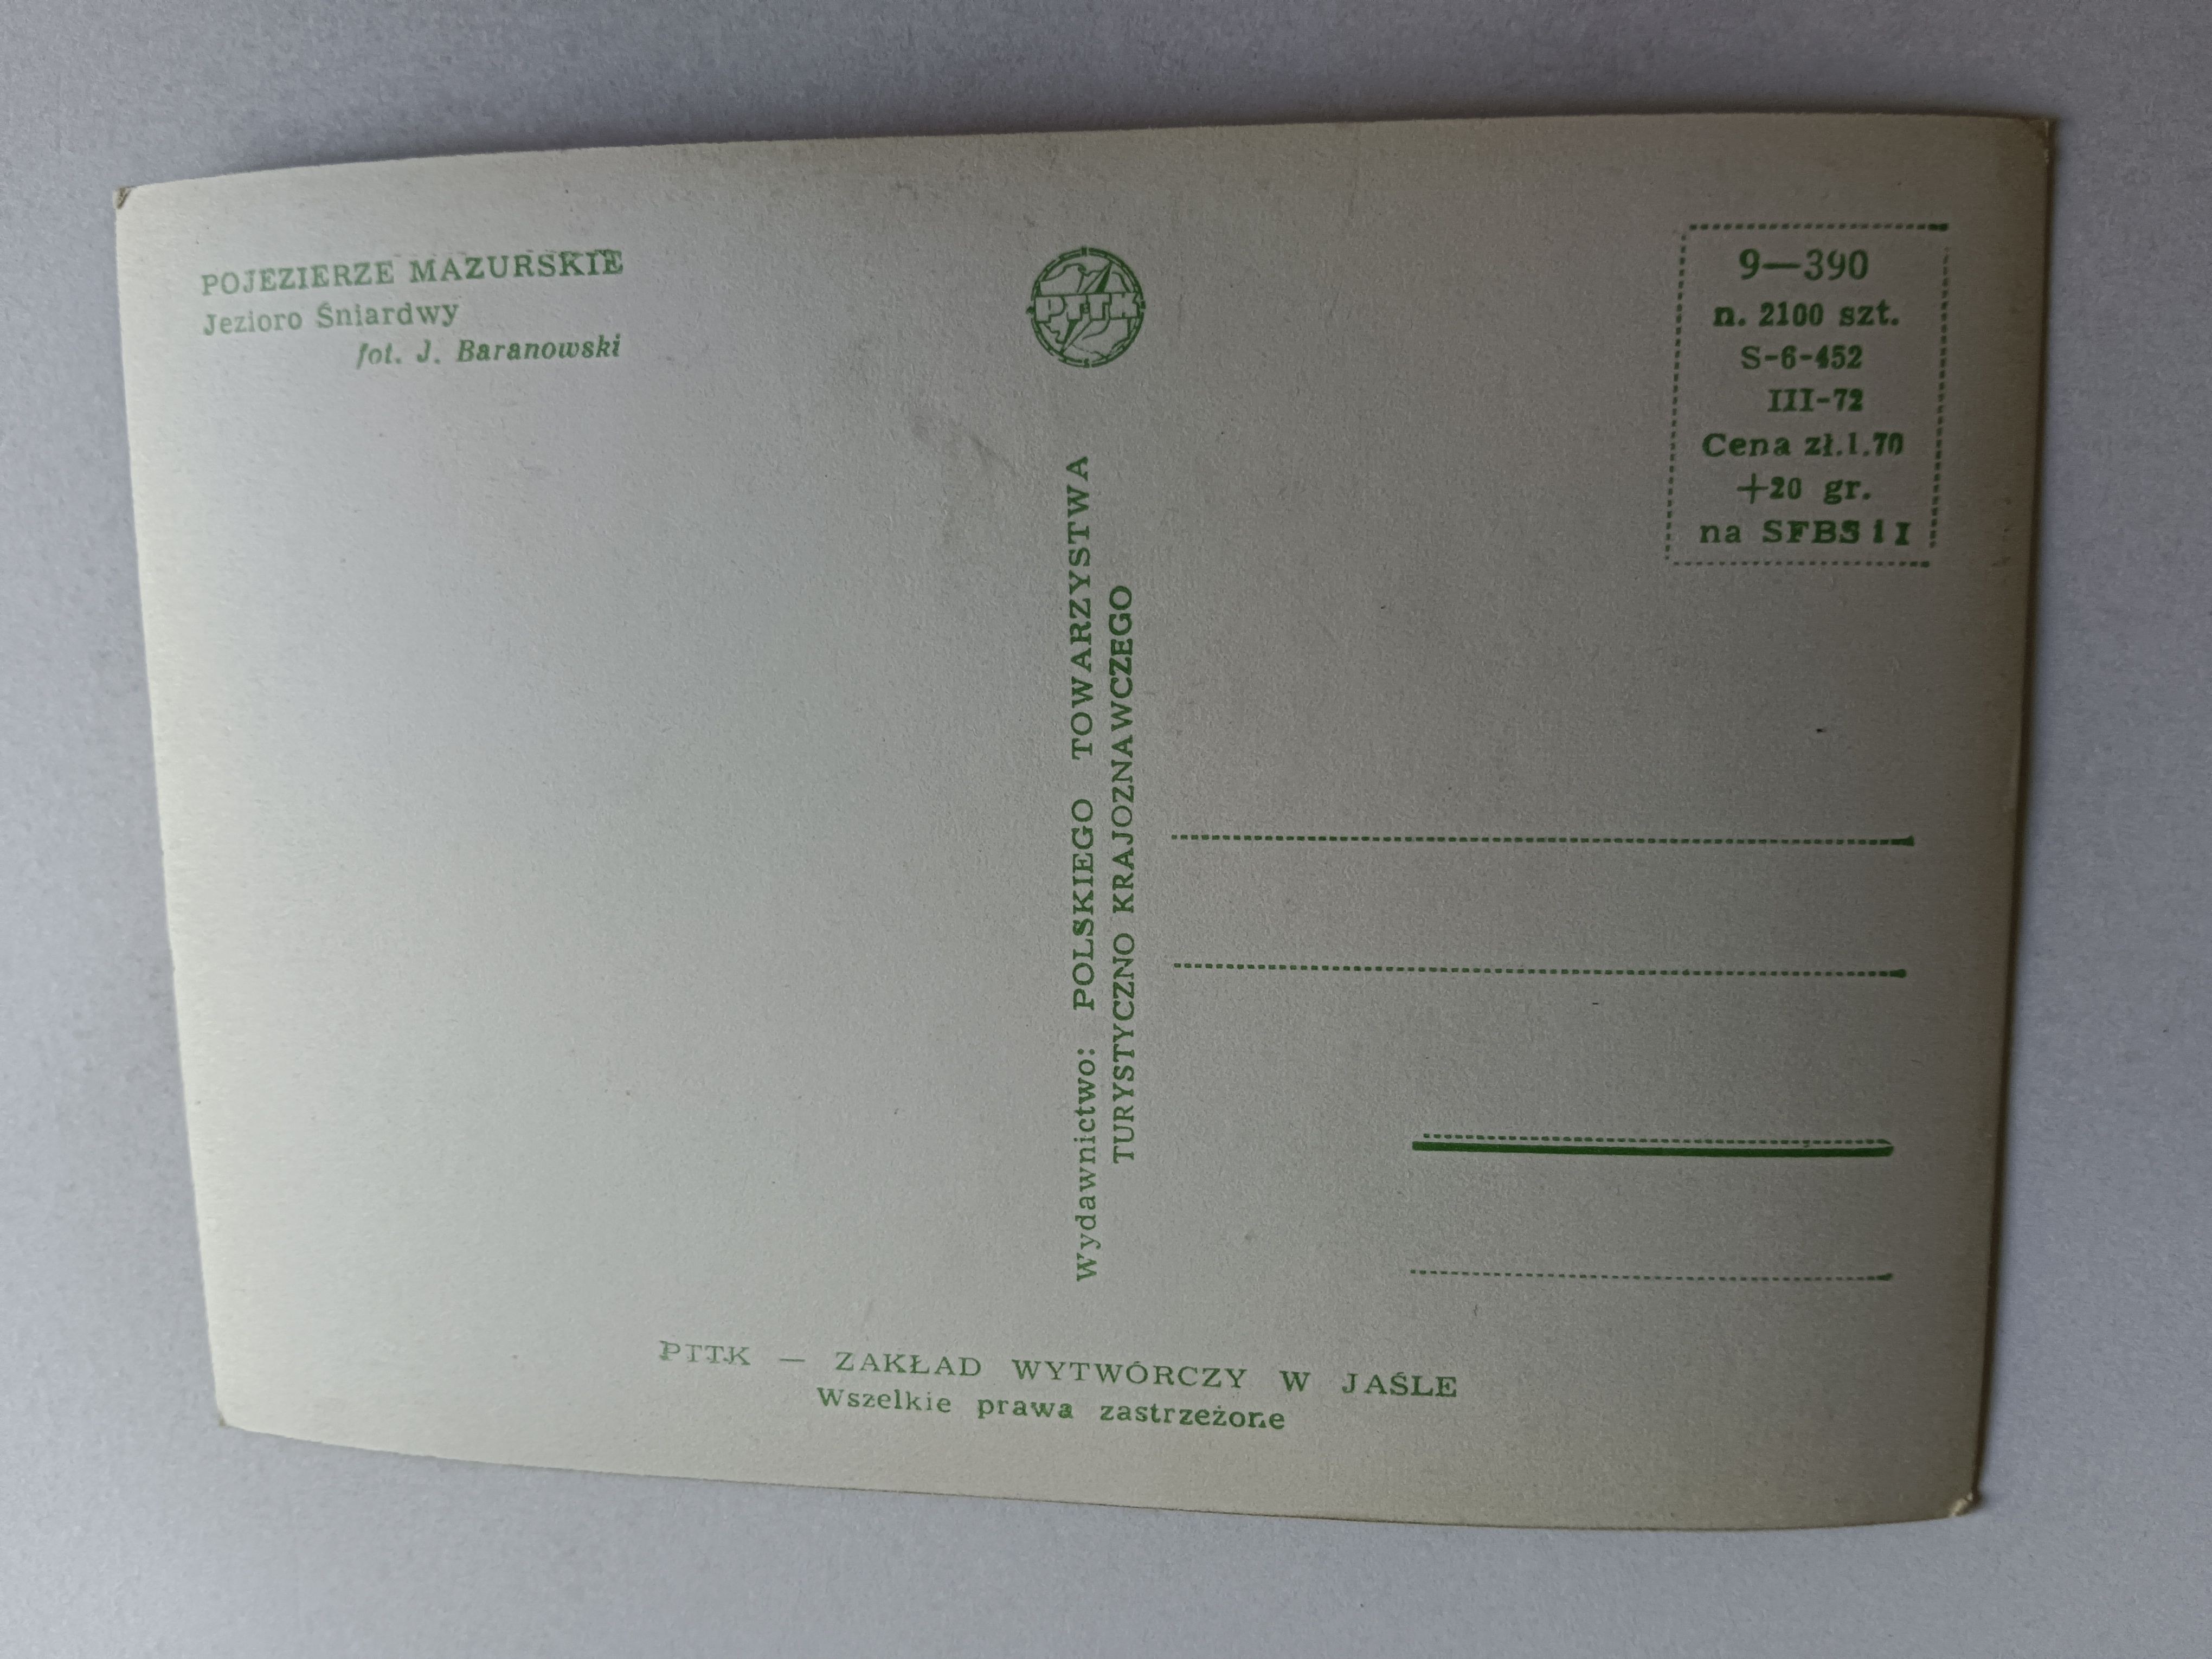 POJEZIERZE MAZURSKIE
Jezioro Śniardwy
fot. J. Baranowski
PTTK
9—390
n. 2100 szt.
S-6-452
III-72
Cena zł.1.70
+20 gr.
na SFBS i I
Wydawnictwo: POLSKIEGO TOWARZYSTWA
TURYSTYCZNO KRAJOZNAWCZEGO
PTTK — ZAKŁAD WYTWÓRCZY W JAŚLE
Wszelkie prawa zastrzeżone